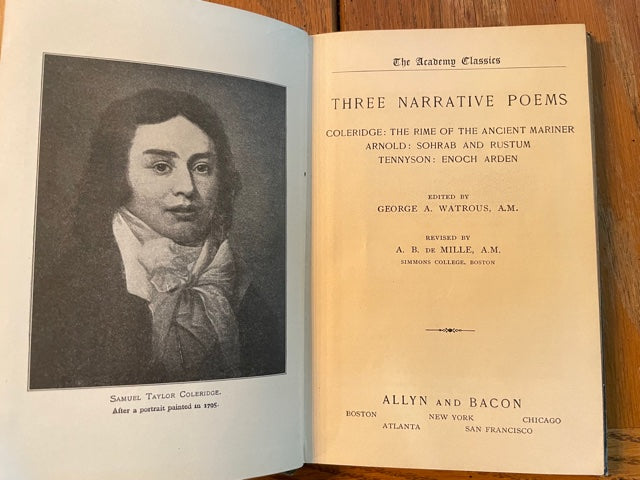 SAMUEL TAYLOR COLERIDGE.
After a portrait painted in 1795.
The Academy Classics
THREE NARRATIVE POEMS
COLERIDGE: THE RIME OF THE ANCIENT MARINER
ARNOLD: SOHRAB AND RUSTUM
TENNYSON: ENOCH ARDEN
EDITED BY
GEORGE A. WATROUS, A.M.
REVISED BY
A. B. DE MILLE, A.M.
SIMMONS COLLEGE, BOSTON
ALLYN AND BACON
BOSTON NEW YORK CHICAGO
ATLANTA SAN FRANCISCO